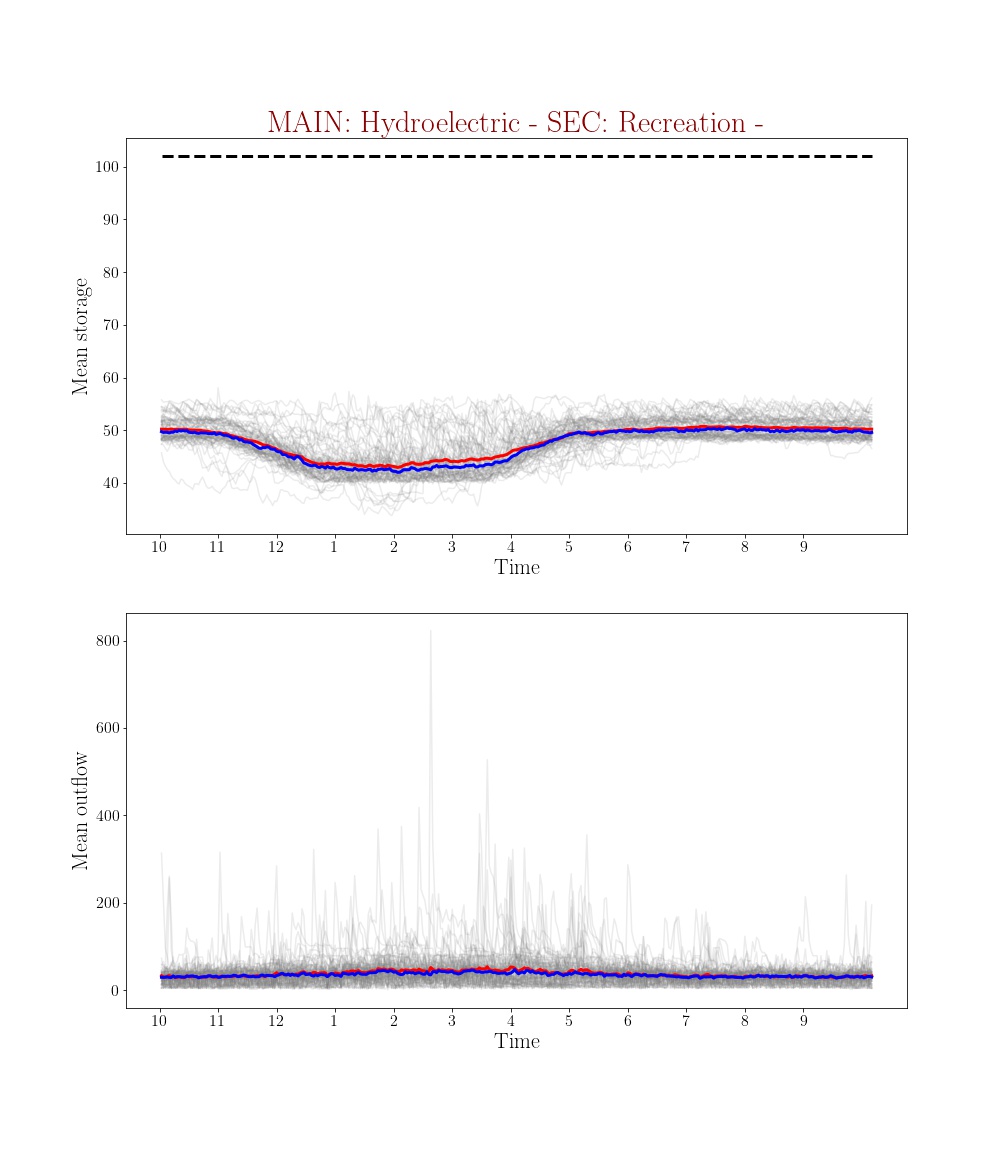 MAIN: Hydroelectric - SEC: Recreation -
100
90
80
70
60
50
40
Mean storage
10 11 12 1 2 3 4 5 6 7 8 9
Time
800
600
400
200
0
Mean outflow
10 11 12 1 2 3 4 5 6 7 8 9
Time